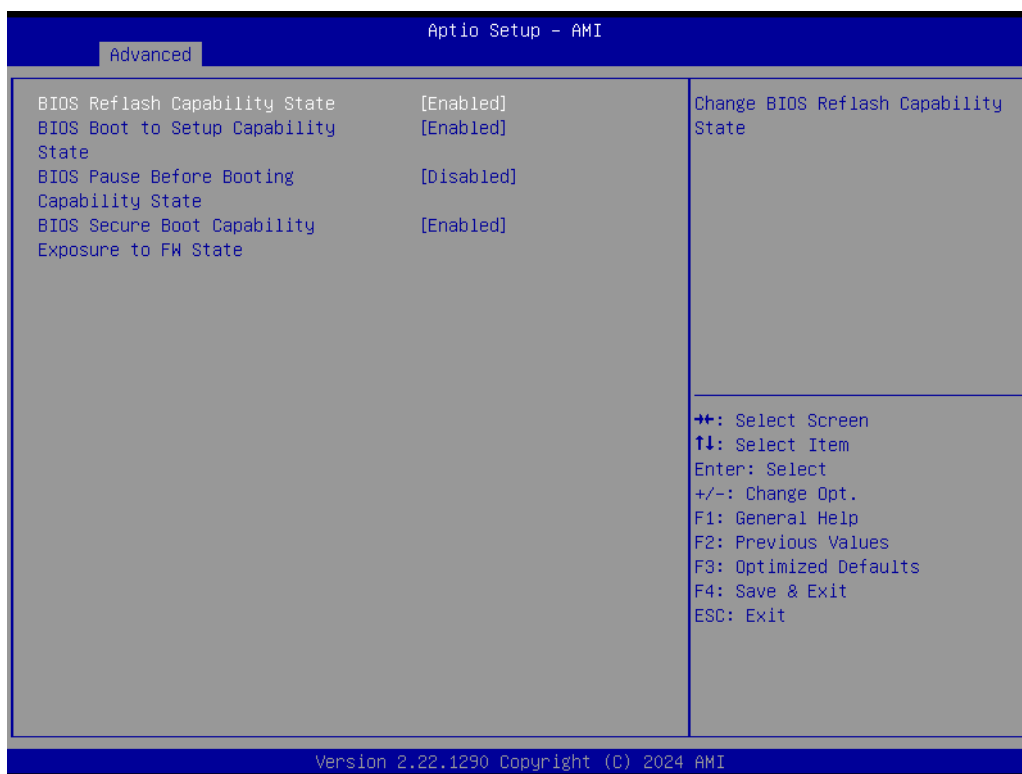 Aptio Setup – AMI
Advanced
BIOS Reflash Capability State [Enabled]
BIOS Boot to Setup Capability [Enabled]
State
BIOS Pause Before Booting [Disabled]
Capability State
BIOS Secure Boot Capability [Enabled]
Exposure to FW State
Change BIOS Reflash Capability
State
→←: Select Screen
↑↓: Select Item
Enter: Select
+/-: Change Opt.
F1: General Help
F2: Previous Values
F3: Optimized Defaults
F4: Save & Exit
ESC: Exit
Version 2.22.1290 Copyright (C) 2024 AMI